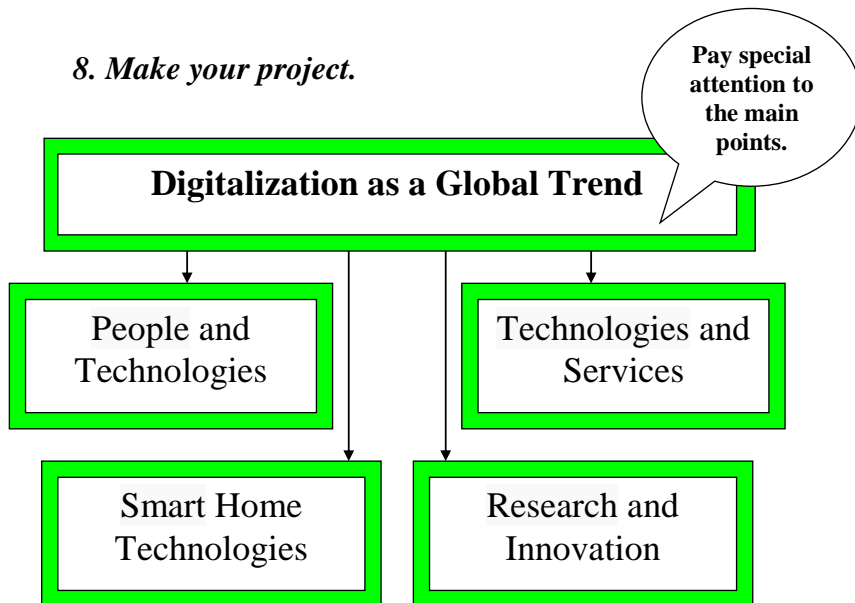 8. Make your project.
Pay special
attention to
the main
points.
Digitalization as a Global Trend
People and
Technologies
Technologies and
Services
Smart Home
Technologies
Research and
Innovation